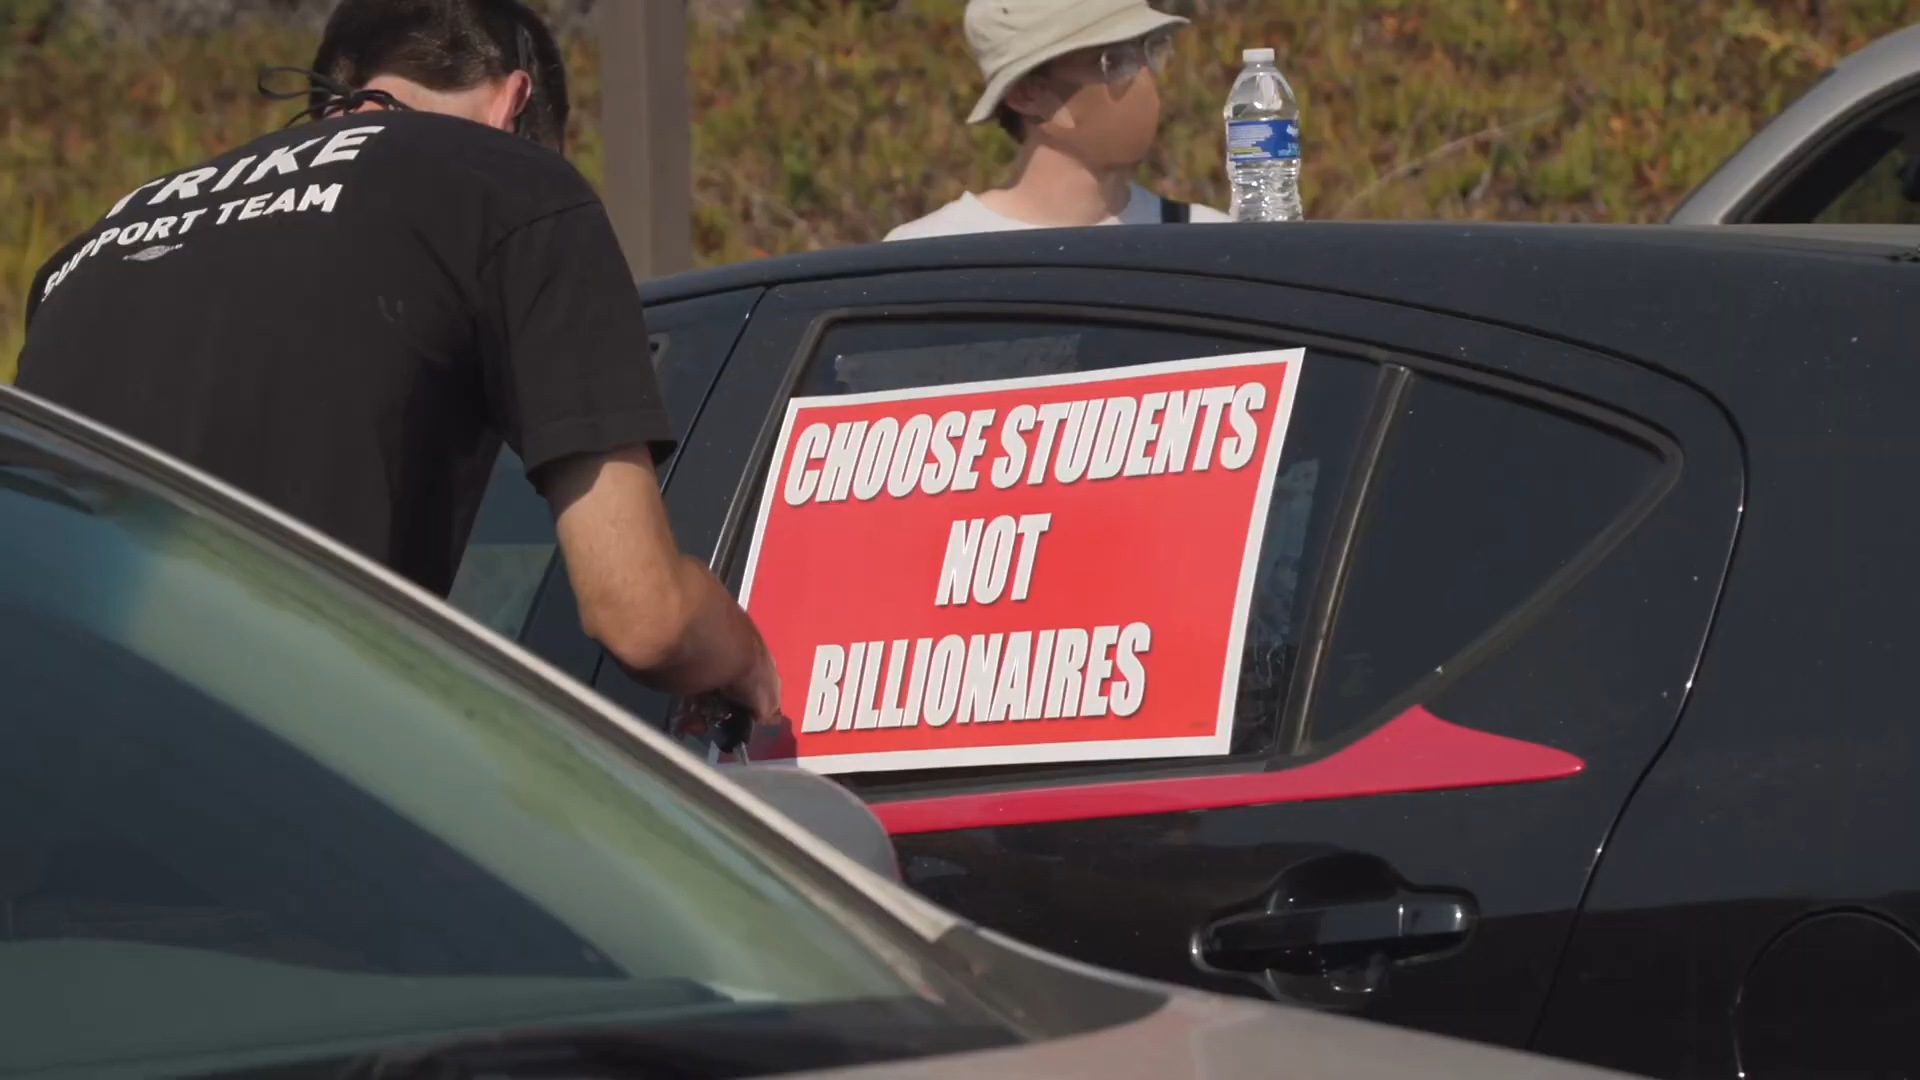 TRIKE
SUPPORT TEAM
CHOOSE STUDENTS
NOT
BILLIONAIRES